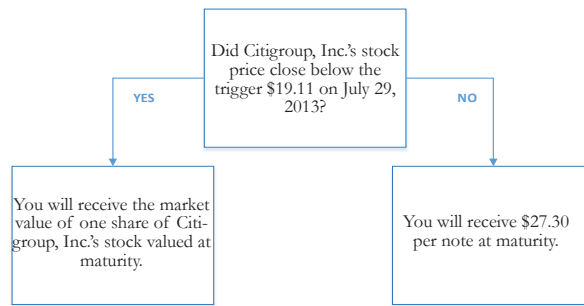 Did Citigroup, Inc.'s stock
price close below the
trigger $19.11 on July 29,
2013?
YES
NO
You will receive the market
value of one share of Citi-
group, Inc.'s stock valued at
maturity.
You will receive $27.30
per note at maturity.